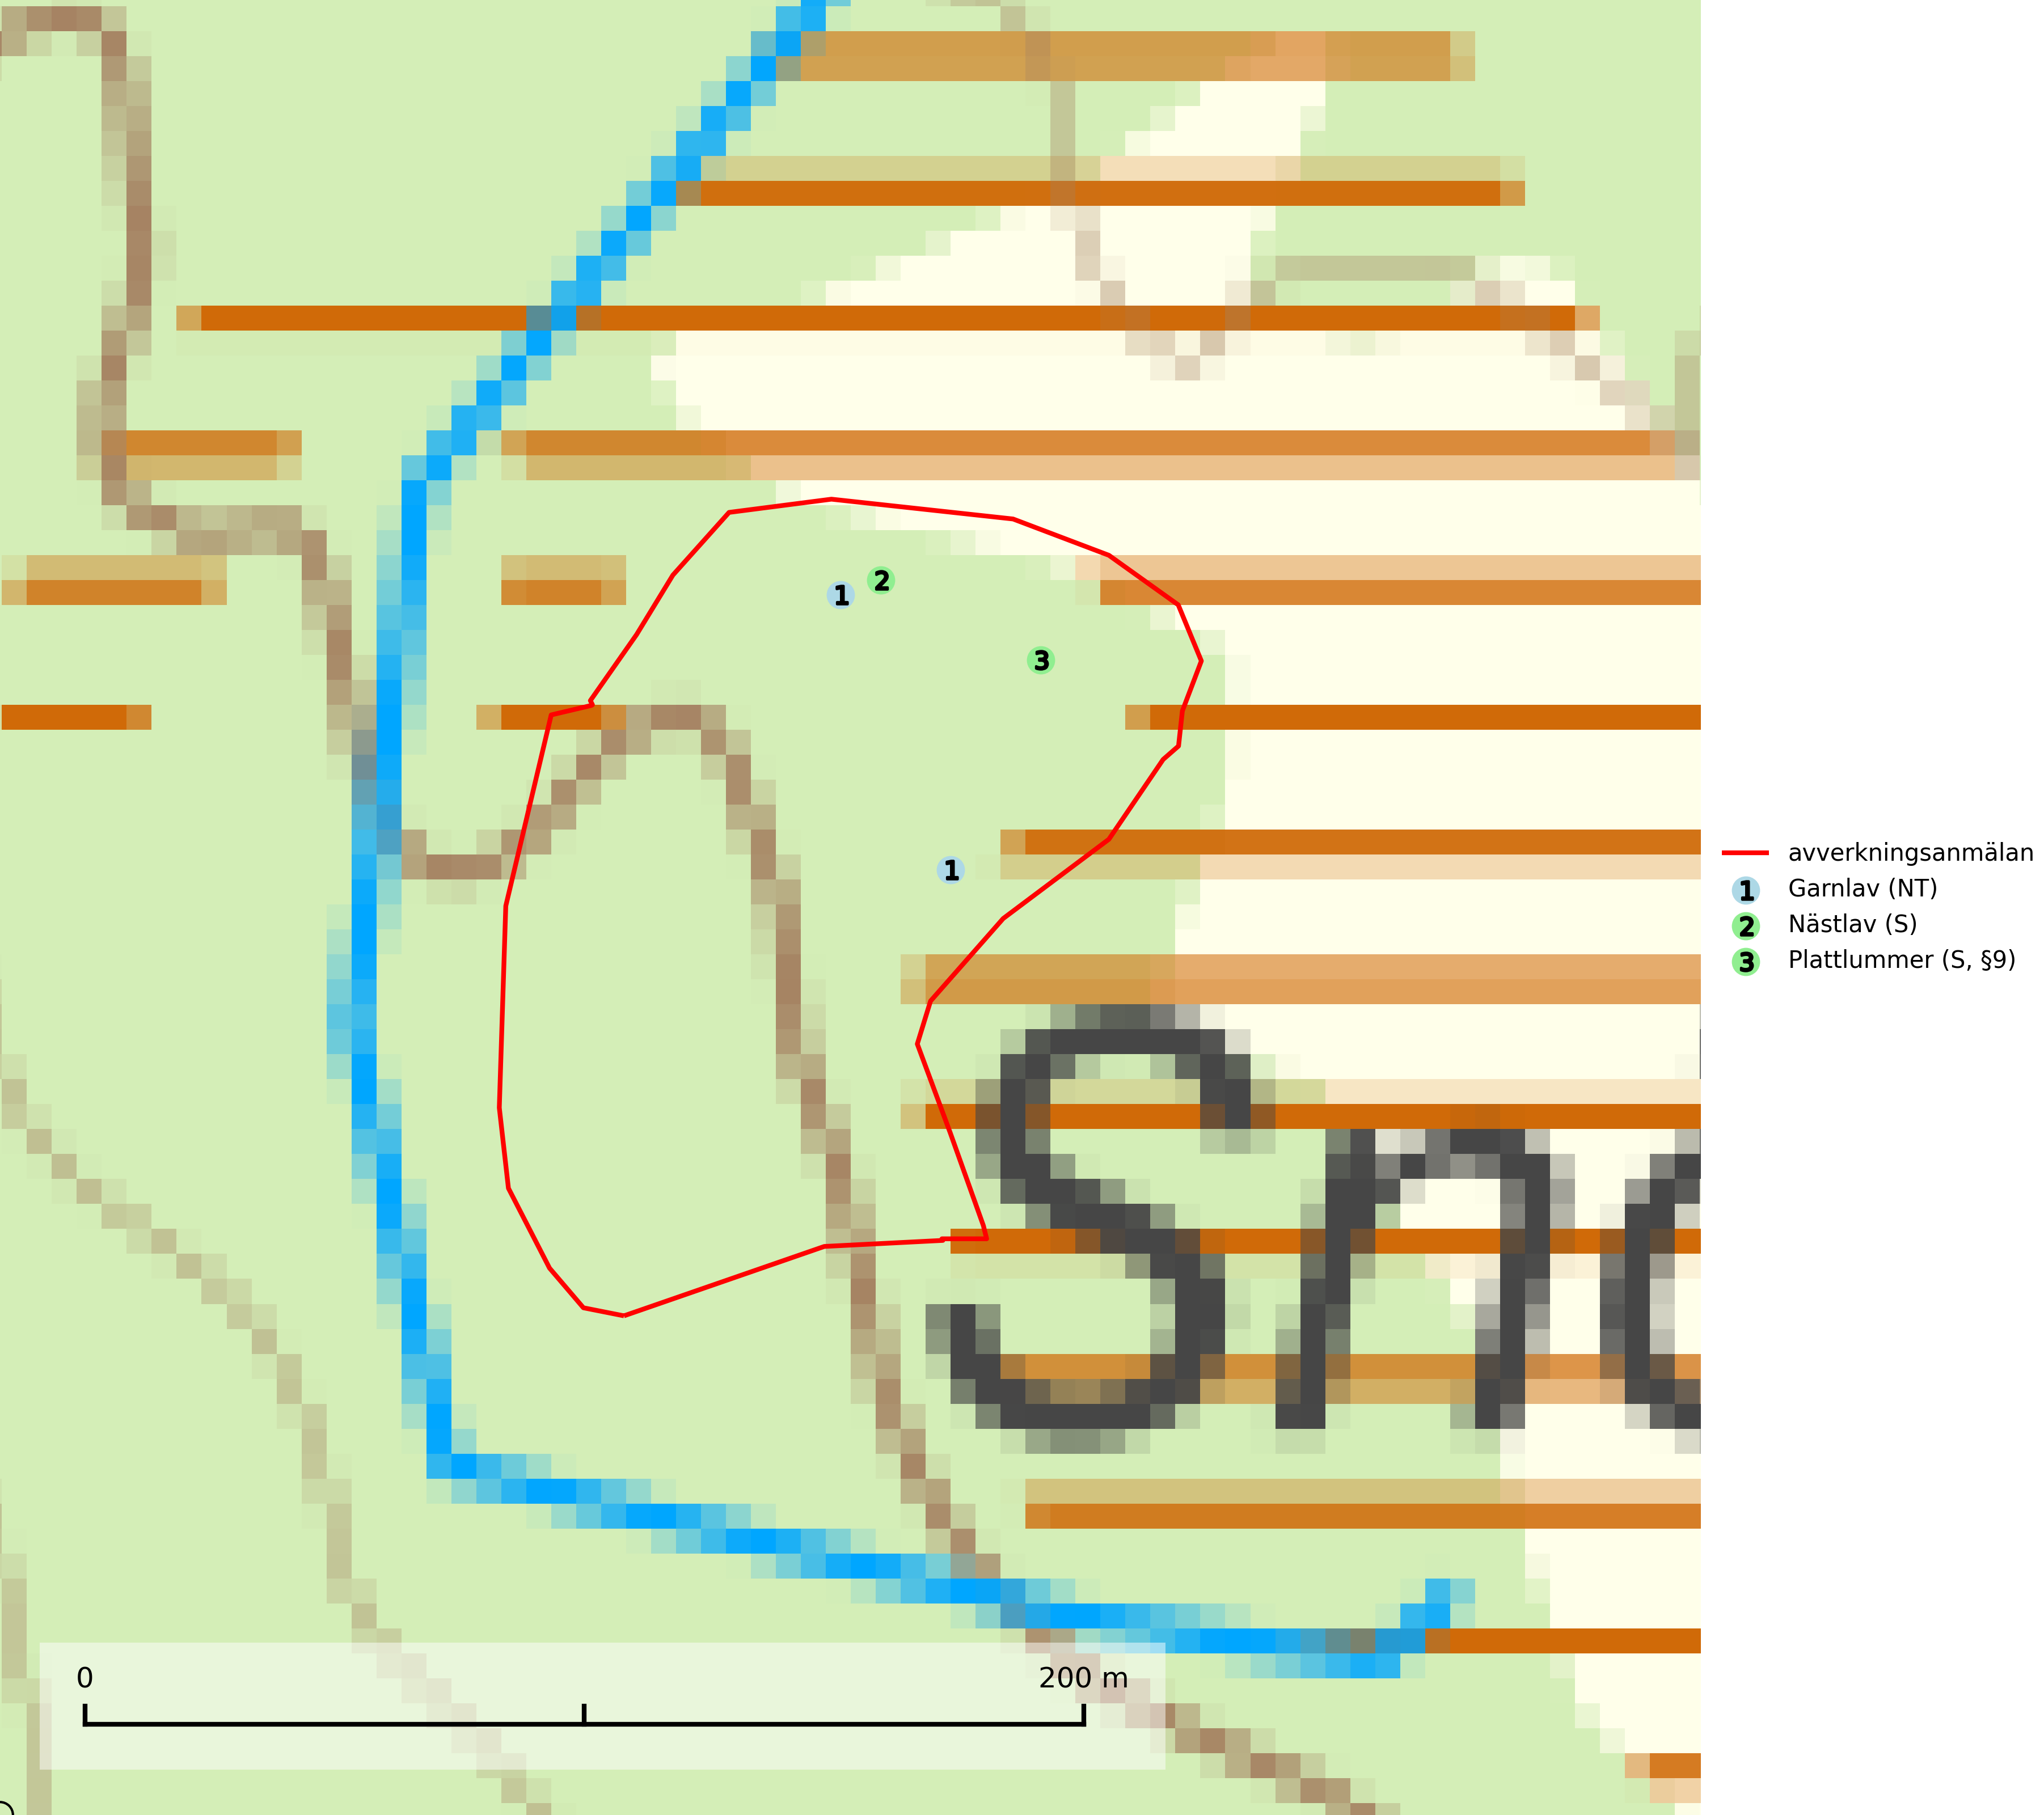 1 2
3
1
avverkningsanmälan
1 Garnlav (NT)
2 Nästlav (S)
3 Plattlummer (S, §9)
0 200 m